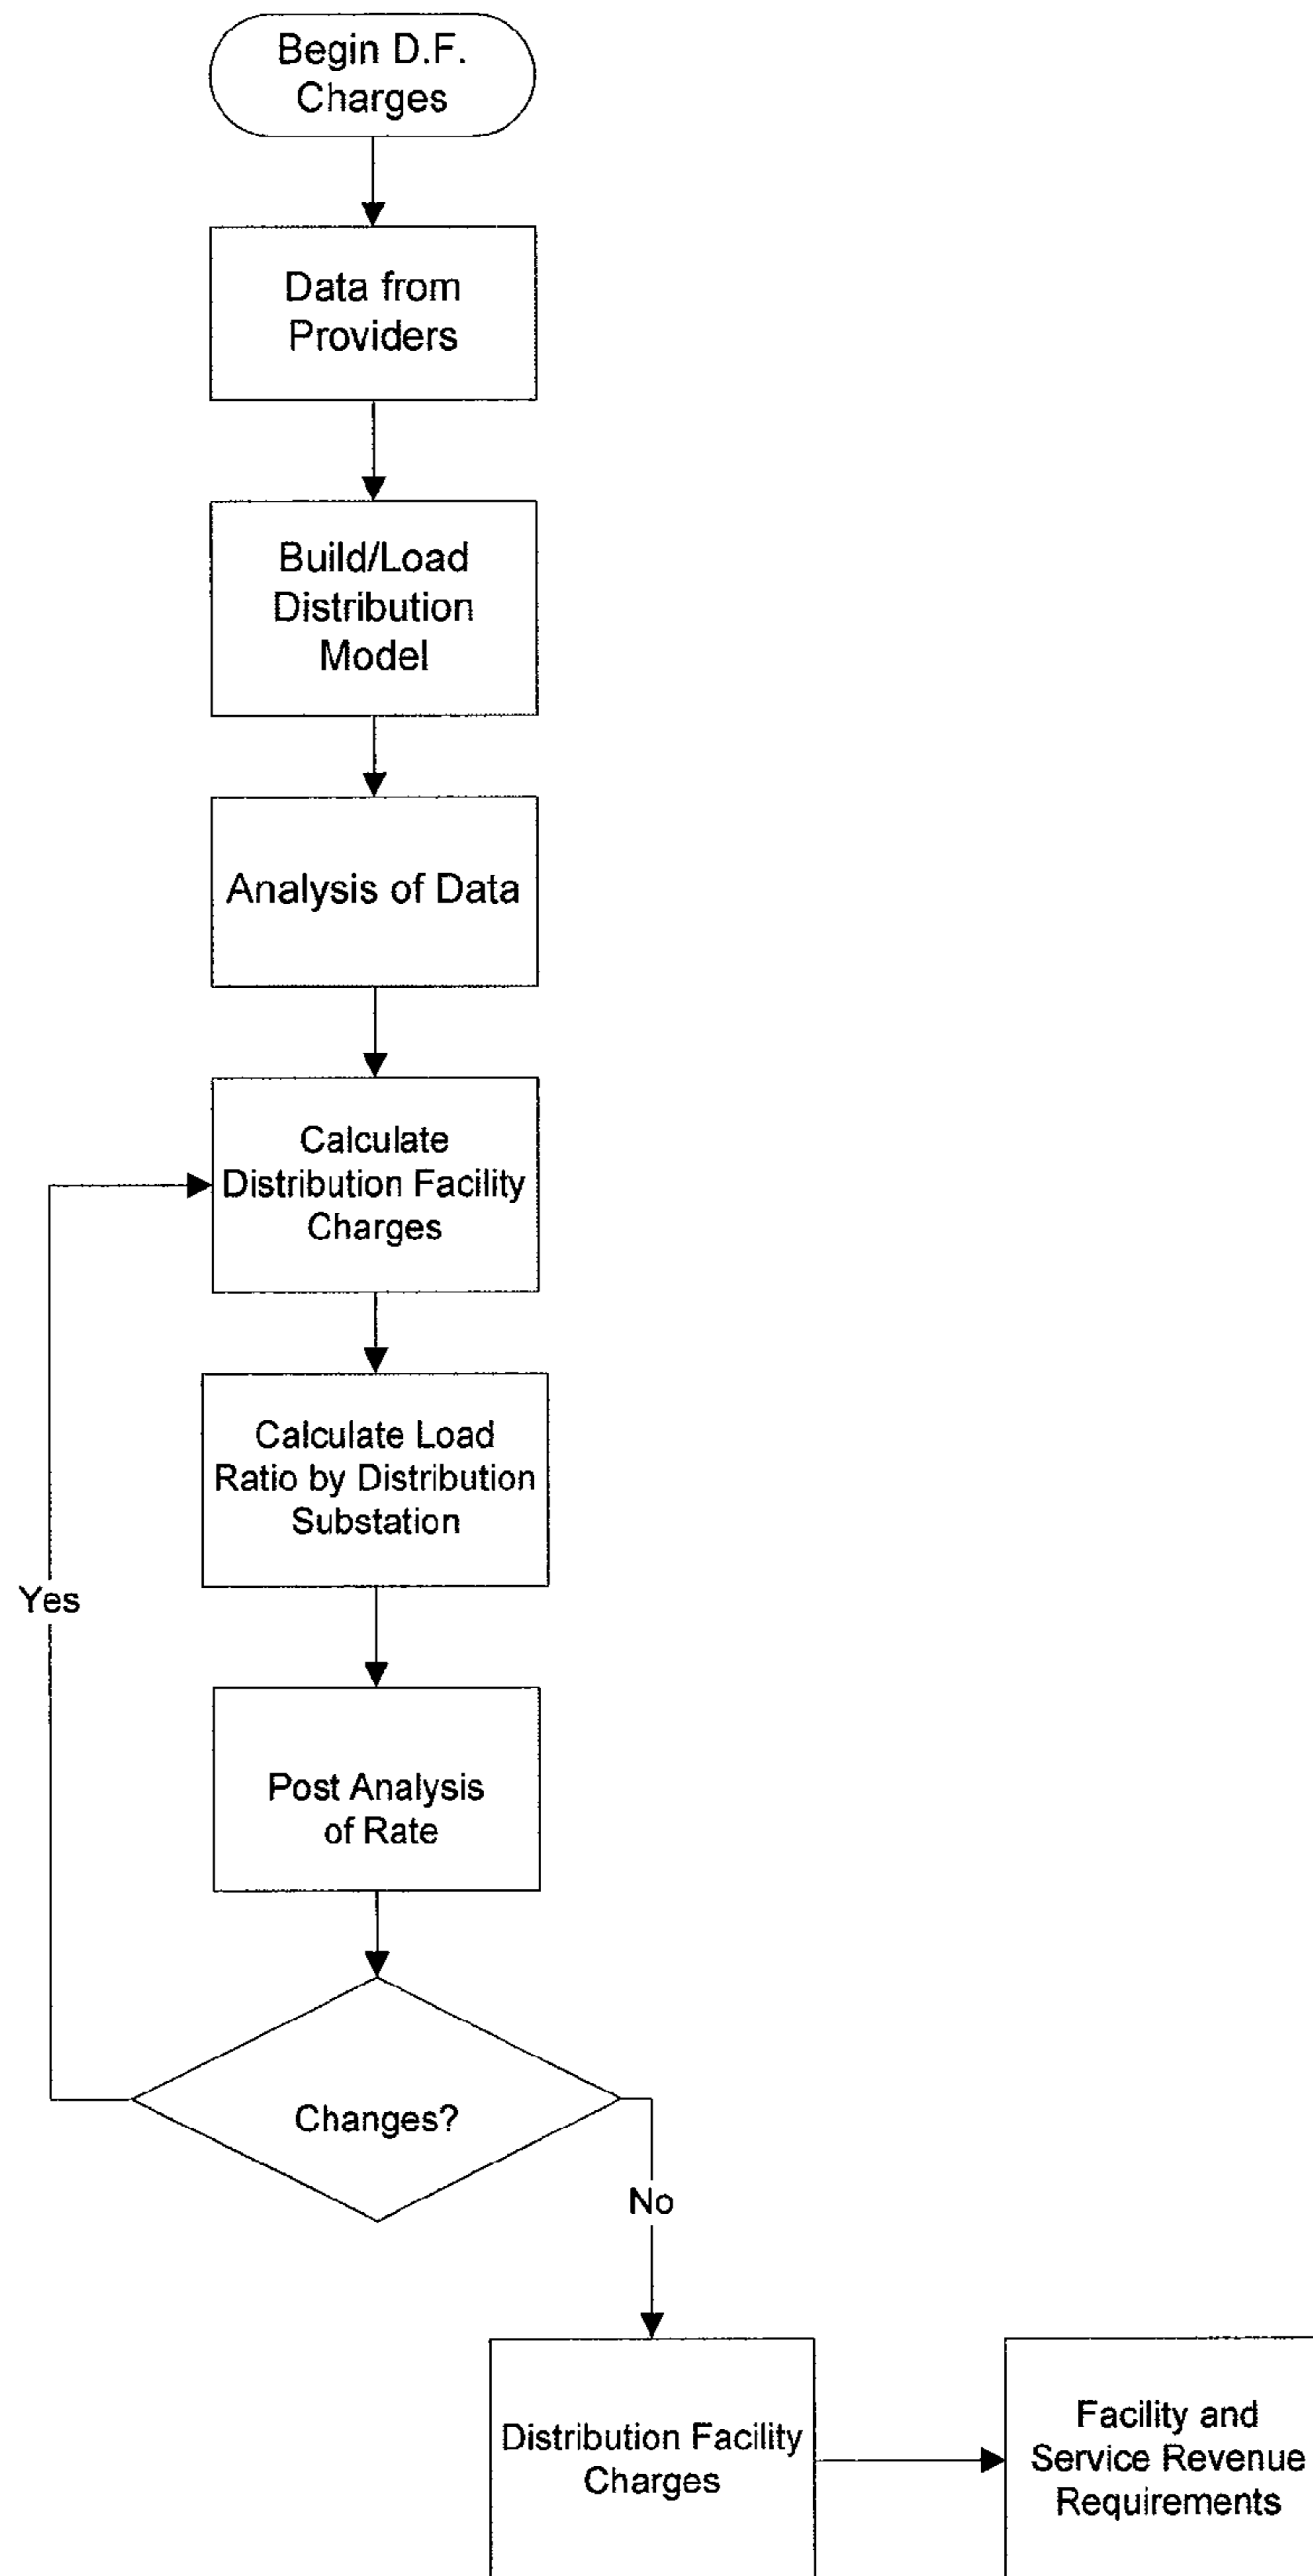 Begin D.F.
Charges
Data from
Providers
Build/Load
Distribution
Model
Analysis of Data
Calculate
Distribution Facility
Charges
Calculate Load
Ratio by Distribution
Substation
Yes
Post Analysis
of Rate
Changes?
No
Distribution Facility
Charges
Facility and
Service Revenue
Requirements